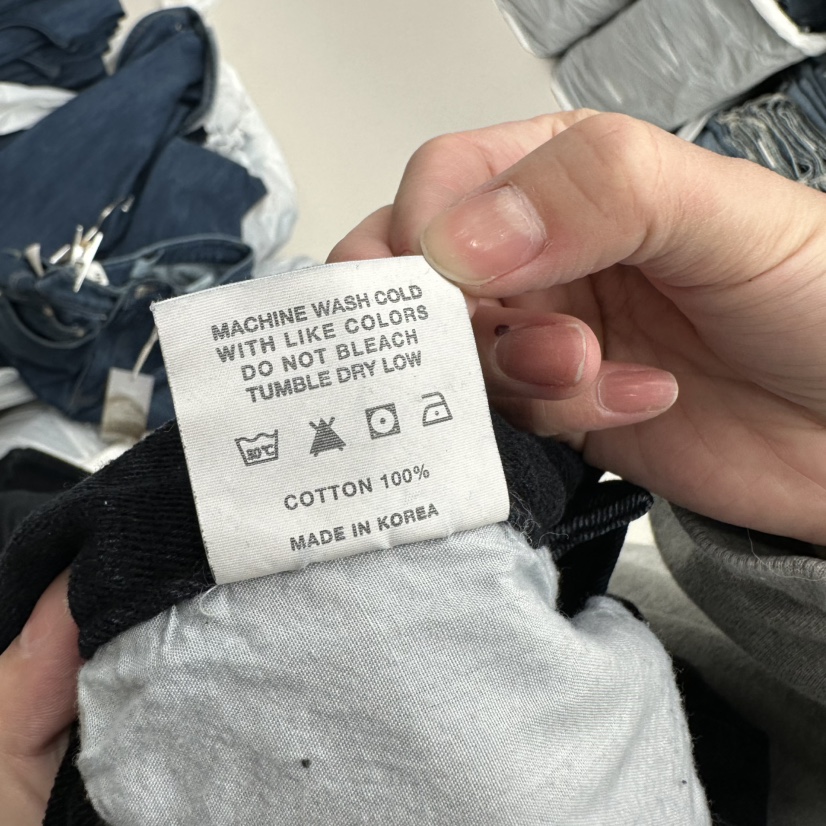 MACHINE WASH COLD
WITH LIKE COLORS
DO NOT BLEACH
TUMBLE DRY LOW
30℃
COTTON 100%
MADE IN KOREA